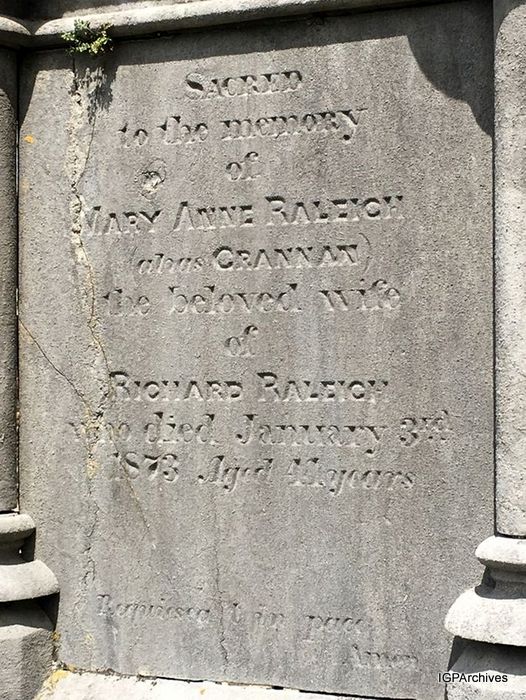 SACRED
to the memory
of
MARY ANNE RALEIGH
(alias CRANNAN)
the beloved wife
of
RICHARD RALEIGH
who died January 3rd
1873 Aged 41 years
Requiescat in pace
Amen
IGPArchives